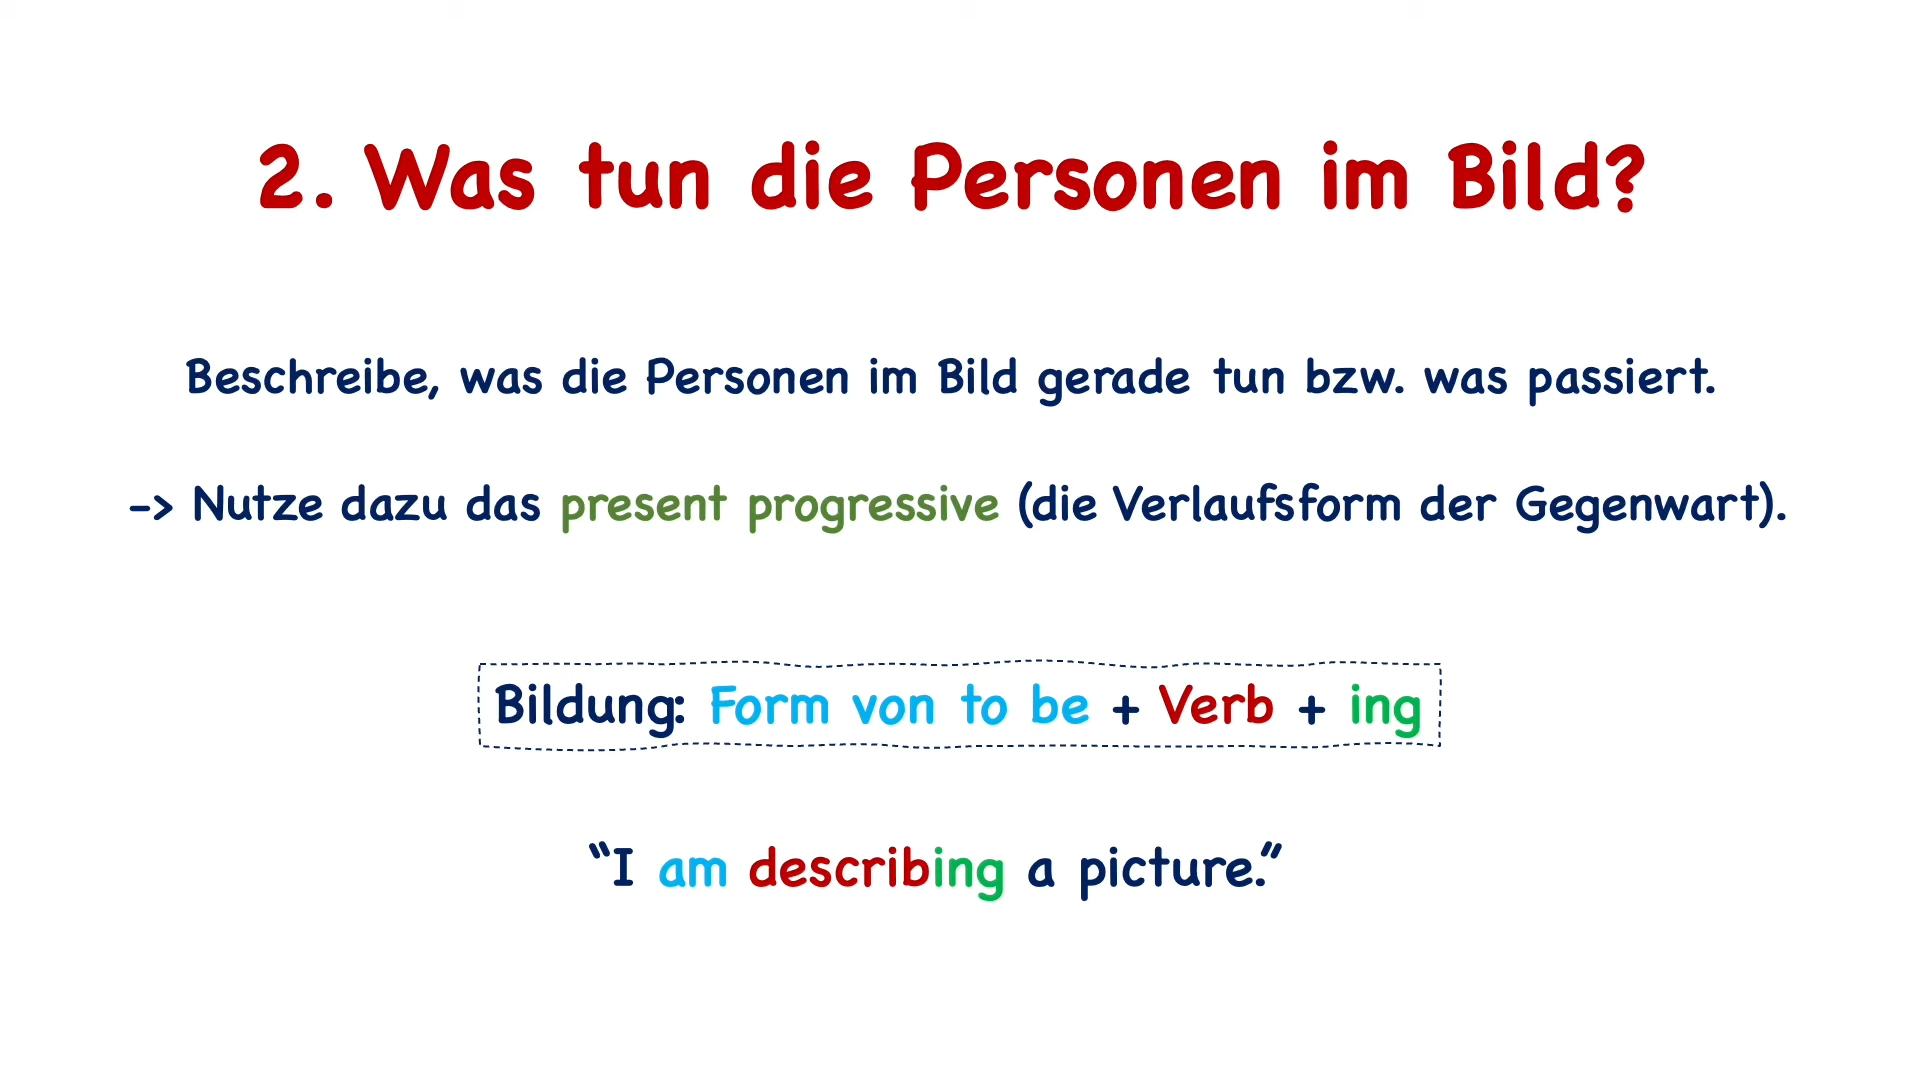 2. Was tun die Personen im Bild?
Beschreibe, was die Personen im Bild gerade tun bzw. was passiert.
-> Nutze dazu das present progressive (die Verlaufsform der Gegenwart).
Bildung: Form von to be + Verb + ing
“I am describing a picture.”